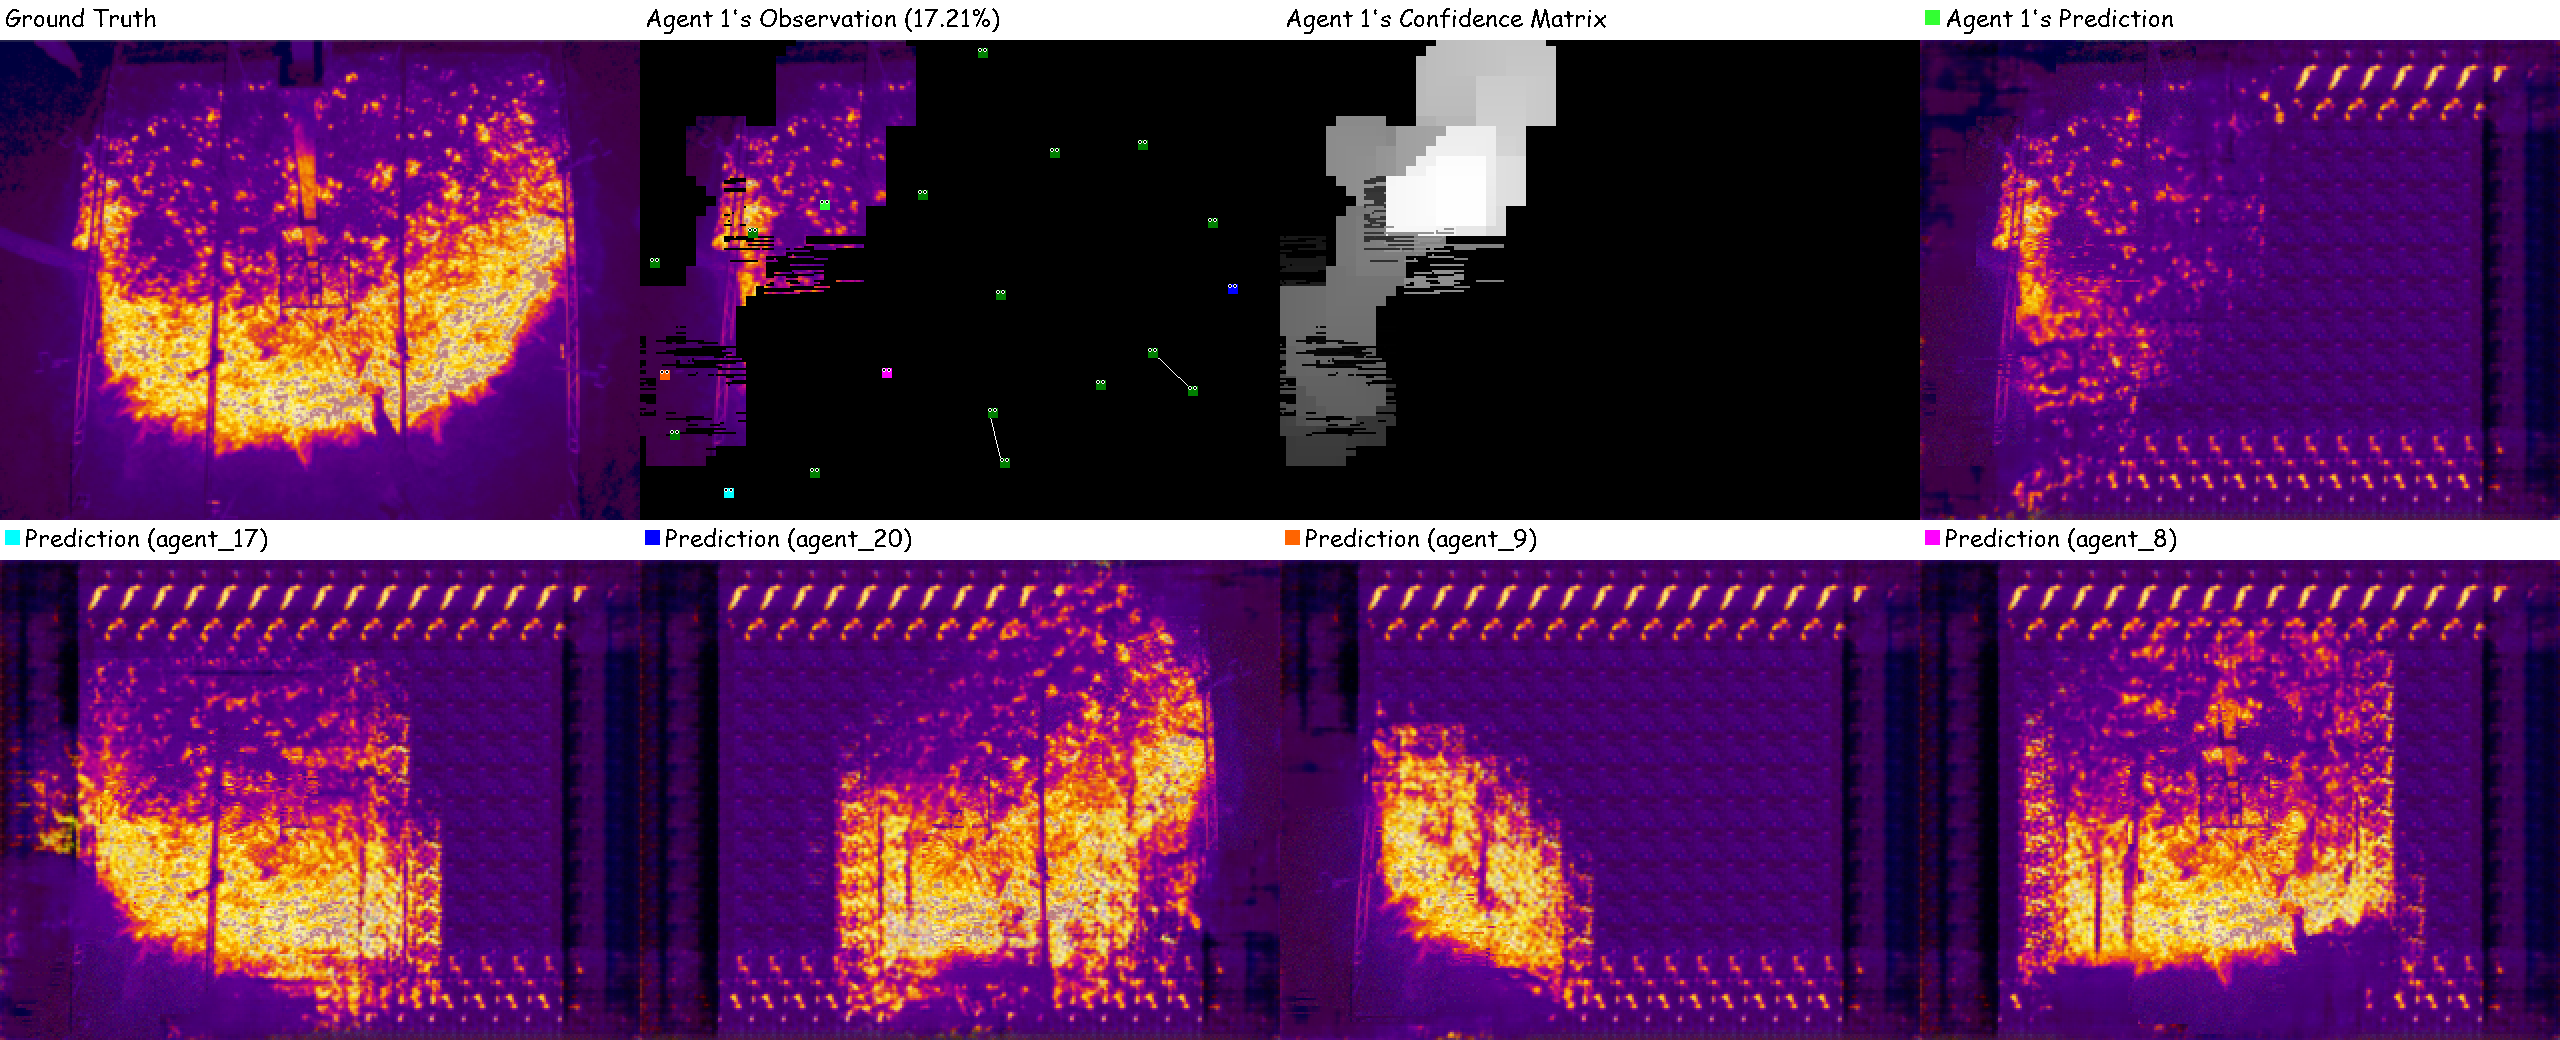 Ground Truth
Agent 1's Observation (17.21%)
Agent 1's Confidence Matrix
Agent 1's Prediction
Prediction (agent_17)
Prediction (agent_20)
Prediction (agent_9)
Prediction (agent_8)